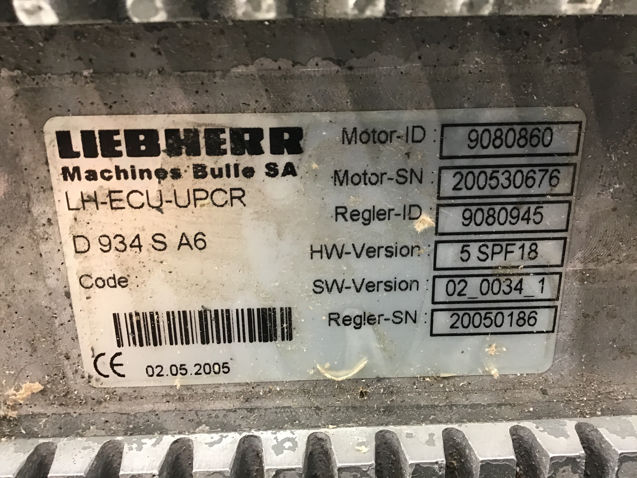 LIEBHERR
Machines Bulle SA
LH-ECU-UPCR
D 934 S A6
Code
CE 02.05.2005
Motor-ID : 9080860
Motor-SN : 200530676
Regler-ID : 9080945
HW-Version : 5 SPF18
SW-Version : 02_0034_1
Regler-SN : 20050186